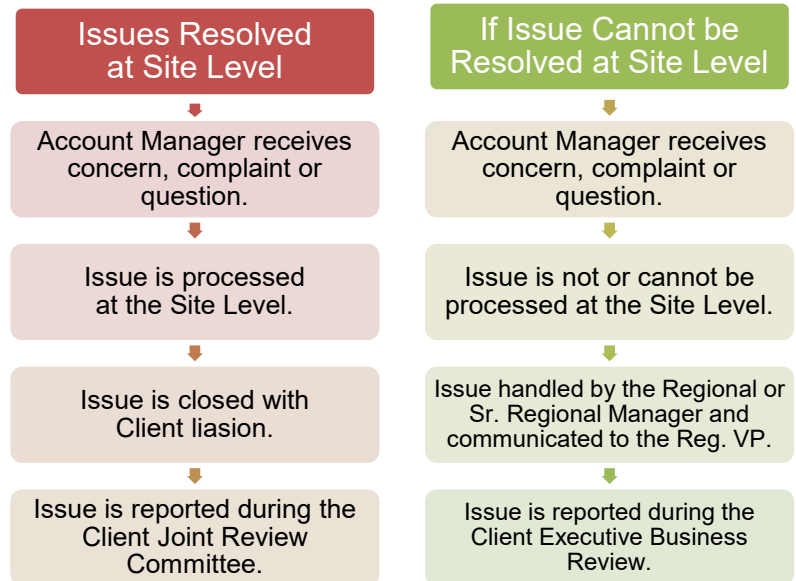 Issues Resolved
at Site Level
Account Manager receives
concern, complaint or
question.
Issue is processed
at the Site Level.
Issue is closed with
Client liasion.
Issue is reported during the
Client Joint Review
Committee.
If Issue Cannot be
Resolved at Site Level
Account Manager receives
concern, complaint or
question.
Issue is not or cannot be
processed at the Site Level.
Issue handled by the Regional or
Sr. Regional Manager and
communicated to the Reg. VP.
Issue is reported during the
Client Executive Business
Review.